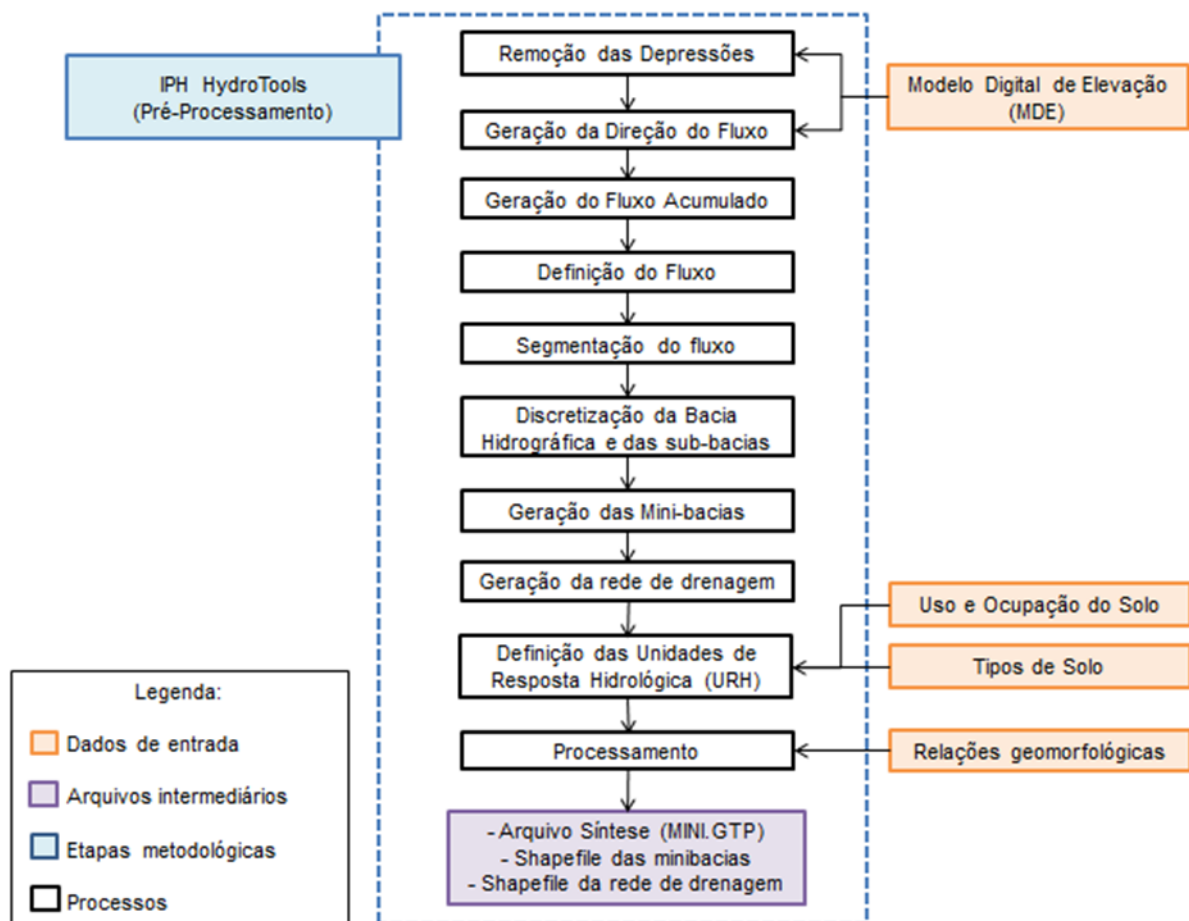 IPH HydroTools
(Pré-Processamento)
Remoção das Depressões
Modelo Digital de Elevação
(MDE)
Geração da Direção do Fluxo
Geração do Fluxo Acumulado
Definição do Fluxo
Segmentação do fluxo
Discretização da Bacia
Hidrográfica e das sub-bacias
Geração das Mini-bacias
Geração da rede de drenagem
Uso e Ocupação do Solo
Definição das Unidades de
Resposta Hidrológica (URH)
Tipos de Solo
Processamento
Relações geomorfológicas
- Arquivo Síntese (MINI.GTP)
- Shapefile das minibacias
- Shapefile da rede de drenagem
Legenda:
Dados de entrada
Arquivos intermediários
Etapas metodológicas
Processos